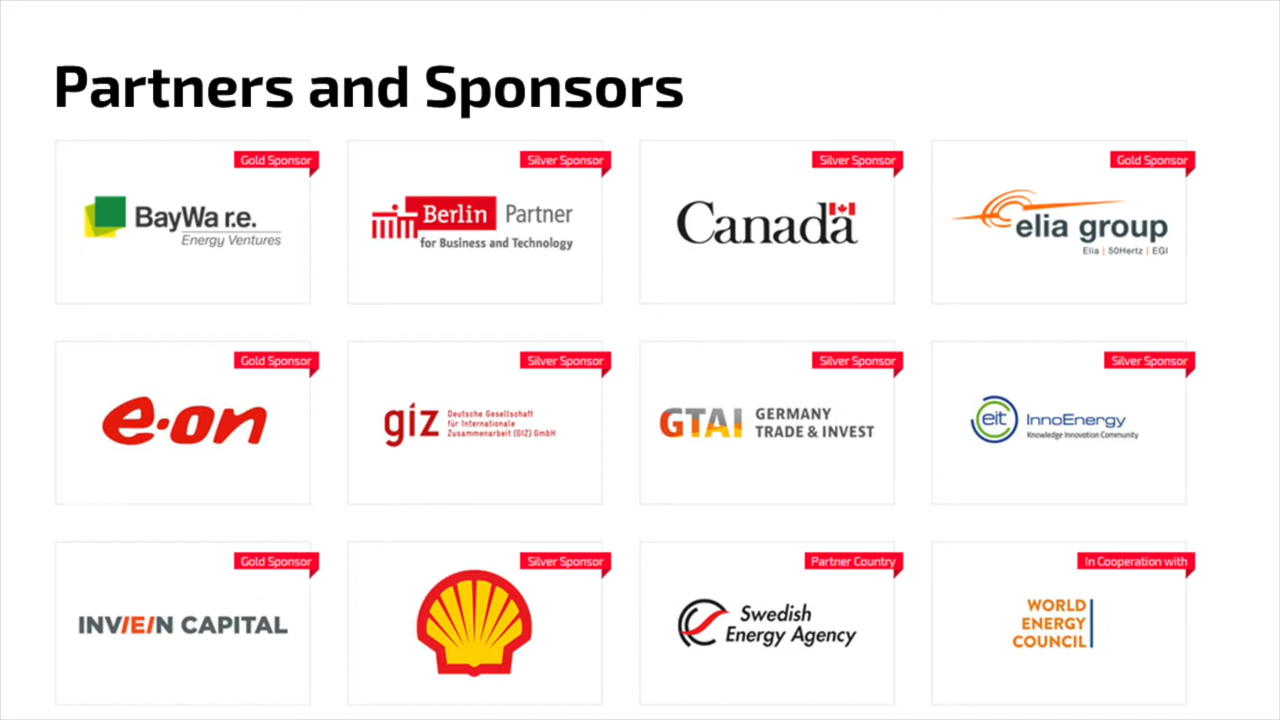 Partners and Sponsors
Gold Sponsor
BayWa r.e.
Energy Ventures
Silver Sponsor
Berlin Partner
for Business and Technology
Silver Sponsor
Canada
Gold Sponsor
elia group
Elia | 50Hertz | EGI
Gold Sponsor
e·on
Silver Sponsor
giz
Deutsche Gesellschaft
für Internationale
Zusammenarbeit (GIZ) GmbH
Silver Sponsor
GTAI
GERMANY
TRADE & INVEST
Silver Sponsor
eit
InnoEnergy
Knowledge Innovation Community
Gold Sponsor
INV/E/N CAPITAL
Silver Sponsor
Partner Country
Swedish
Energy Agency
In Cooperation with
WORLD
ENERGY
COUNCIL